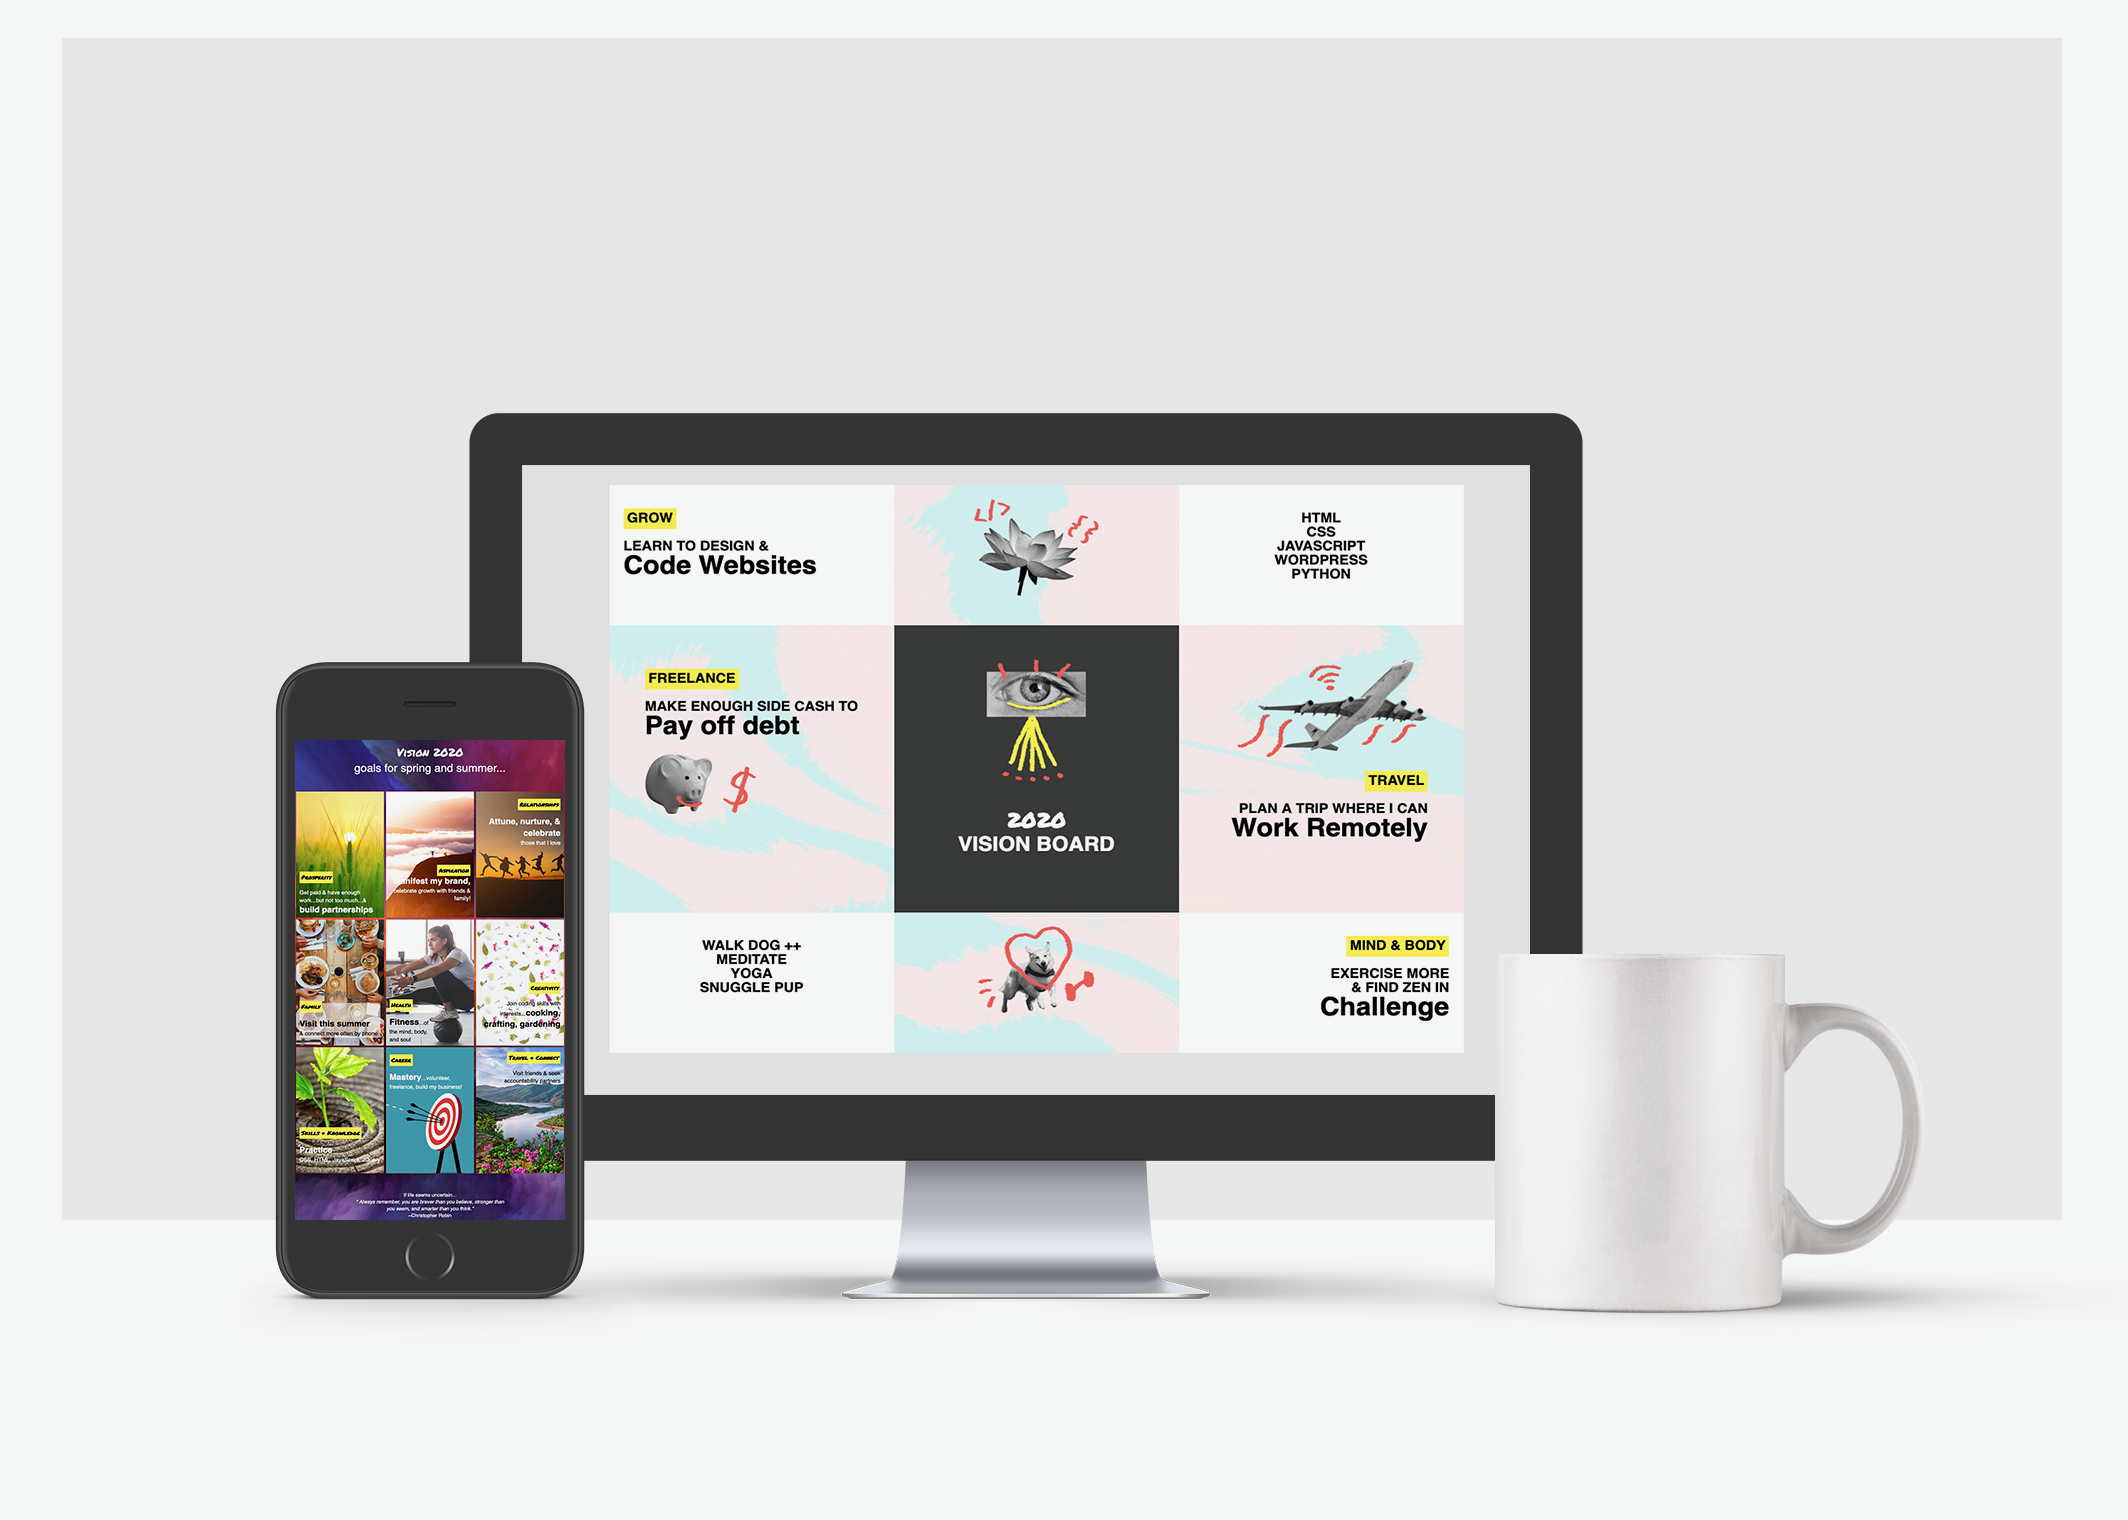 GROW
LEARN TO DESIGN &
Code Websites
</>
{ }
HTML
CSS
JAVASCRIPT
WORDPRESS
PYTHON
FREELANCE
MAKE ENOUGH SIDE CASH TO
Pay off debt
$
2020
VISION BOARD
TRAVEL
PLAN A TRIP WHERE I CAN
Work Remotely
WALK DOG ++
MEDITATE
YOGA
SNUGGLE PUP
MIND & BODY
EXERCISE MORE
& FIND ZEN IN
Challenge
Vision 2020
goals for spring and summer...
Prosperity
Get paid & have enough
work...but not too much...&
build partnerships
Aspiration
my brand,
celebrate growth with friends &
family!
Relationships
Attune, nurture, &
celebrate
those that I love
Family
Visit this summer
& connect more often by phone
Health
Fitness...of
the mind, body,
and soul
Creativity
Join coding skills with
interests...cooking,
crafting, gardening
Skills + Knowledge
Practice
CSS, HTML, JavaScript,
Career
Mastery...volunteer,
freelance, build my business!
Travel + Connect
Visit friends & seek
accountability partners
If life seems uncertain...
"Always remember, you are braver than you believe, stronger than
you seem, and smarter than you think."
--Christopher Robin